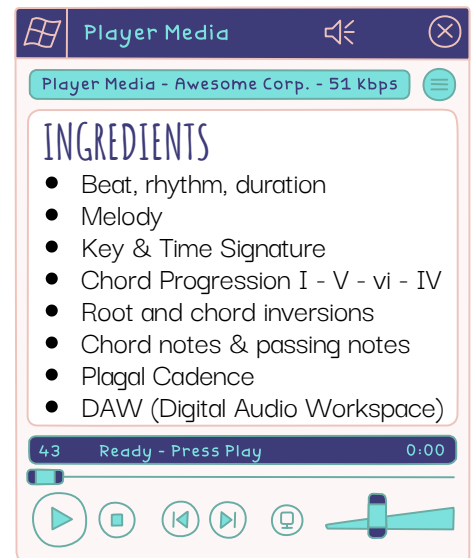 Player Media
Player Media - Awesome Corp. - 51 Kbps
INGREDIENTS
● Beat, rhythm, duration
● Melody
● Key & Time Signature
● Chord Progression I - V - vi - IV
● Root and chord inversions
● Chord notes & passing notes
● Plagal Cadence
● DAW (Digital Audio Workspace)
43 Ready - Press Play 0:00